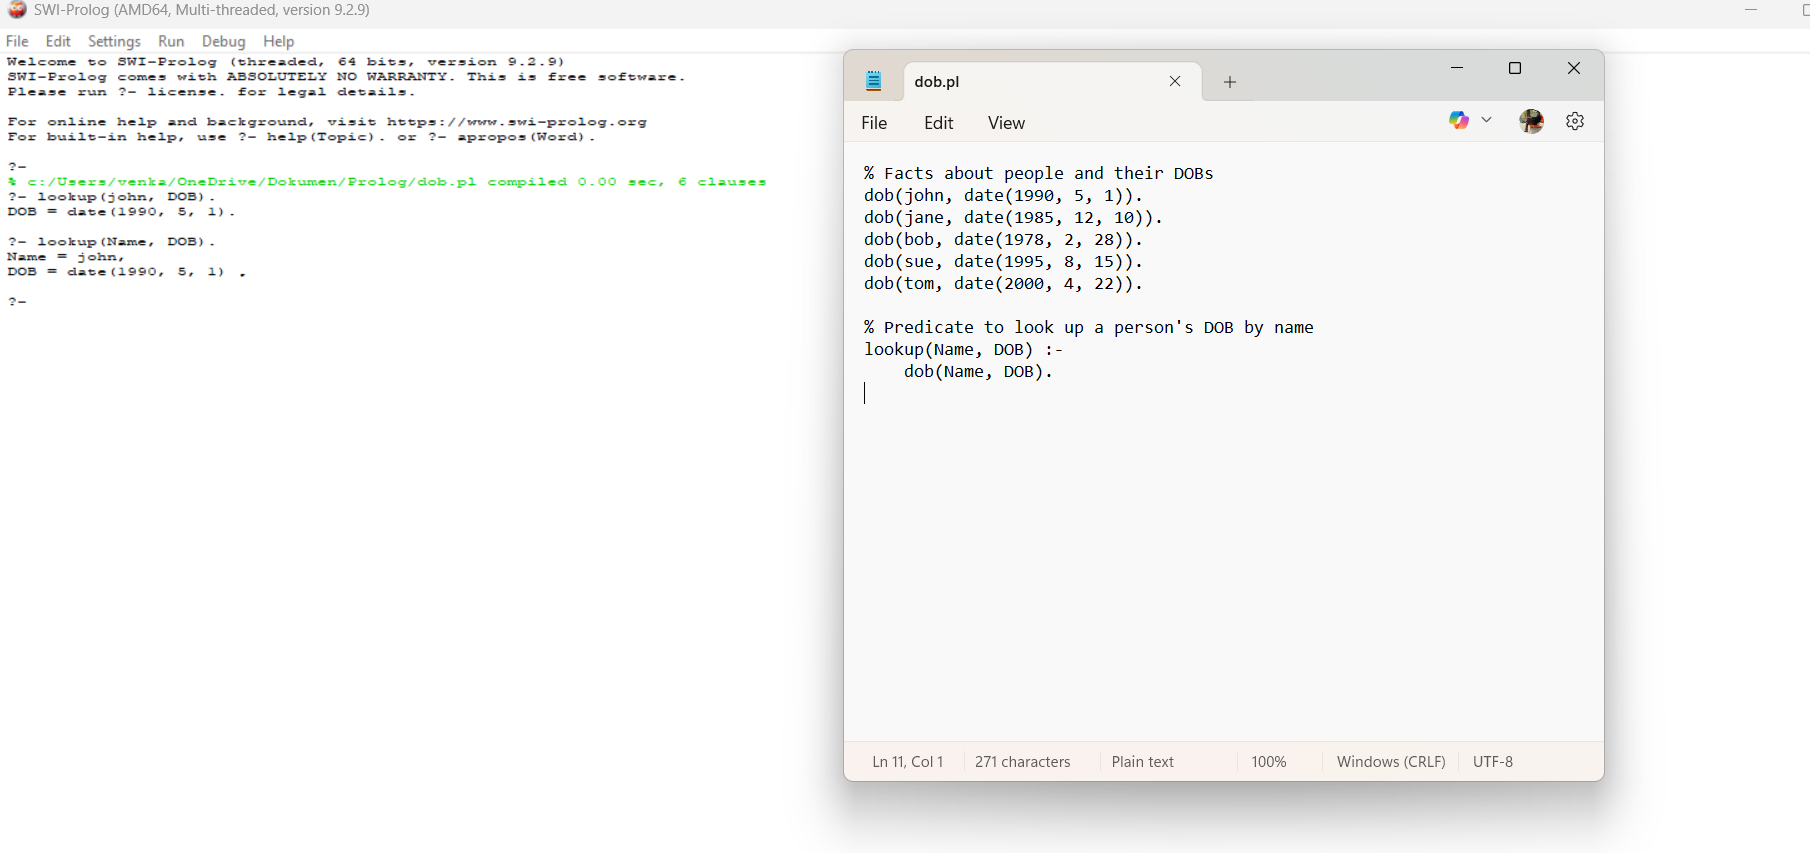 SWI-Prolog (AMD64, Multi-threaded, version 9.2.9)
File Edit Settings Run Debug Help
Welcome to SWI-Prolog (threaded, 64 bits, version 9.2.9)
SWI-Prolog comes with ABSOLUTELY NO WARRANTY. This is free software.
Please run ?- license. for legal details.
For online help and background, visit https://www.swi-prolog.org
For built-in help, use ?- help(Topic). or ?- apropos(Word).
?-
% c:/Users/venka/OneDrive/Dokumen/Prolog/dob.pl compiled 0.00 sec, 6 clauses
?- lookup(john, DOB).
DOB = date(1990, 5, 1).
?- lookup(Name, DOB).
Name = john,
DOB = date(1990, 5, 1) .
?-
dob.pl
File Edit View
% Facts about people and their DOBs
dob(john, date(1990, 5, 1)).
dob(jane, date(1985, 12, 10)).
dob(bob, date(1978, 2, 28)).
dob(sue, date(1995, 8, 15)).
dob(tom, date(2000, 4, 22)).
% Predicate to look up a person's DOB by name
lookup(Name, DOB) :-
dob(Name, DOB).
Ln 11, Col 1 271 characters Plain text 100% Windows (CRLF) UTF-8